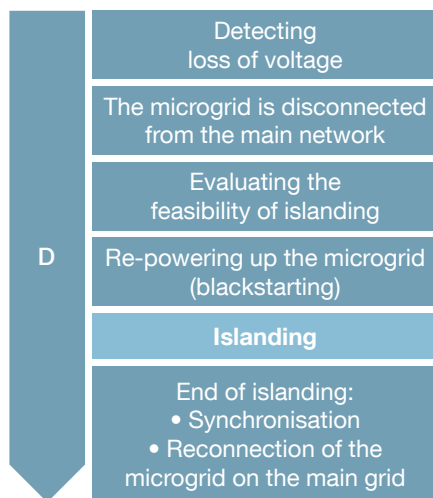 Detecting
loss of voltage
The microgrid is disconnected
from the main network
Evaluating the
feasibility of islanding
D
Re-powering up the microgrid
(blackstarting)
Islanding
End of islanding:
• Synchronisation
• Reconnection of the
microgrid on the main grid